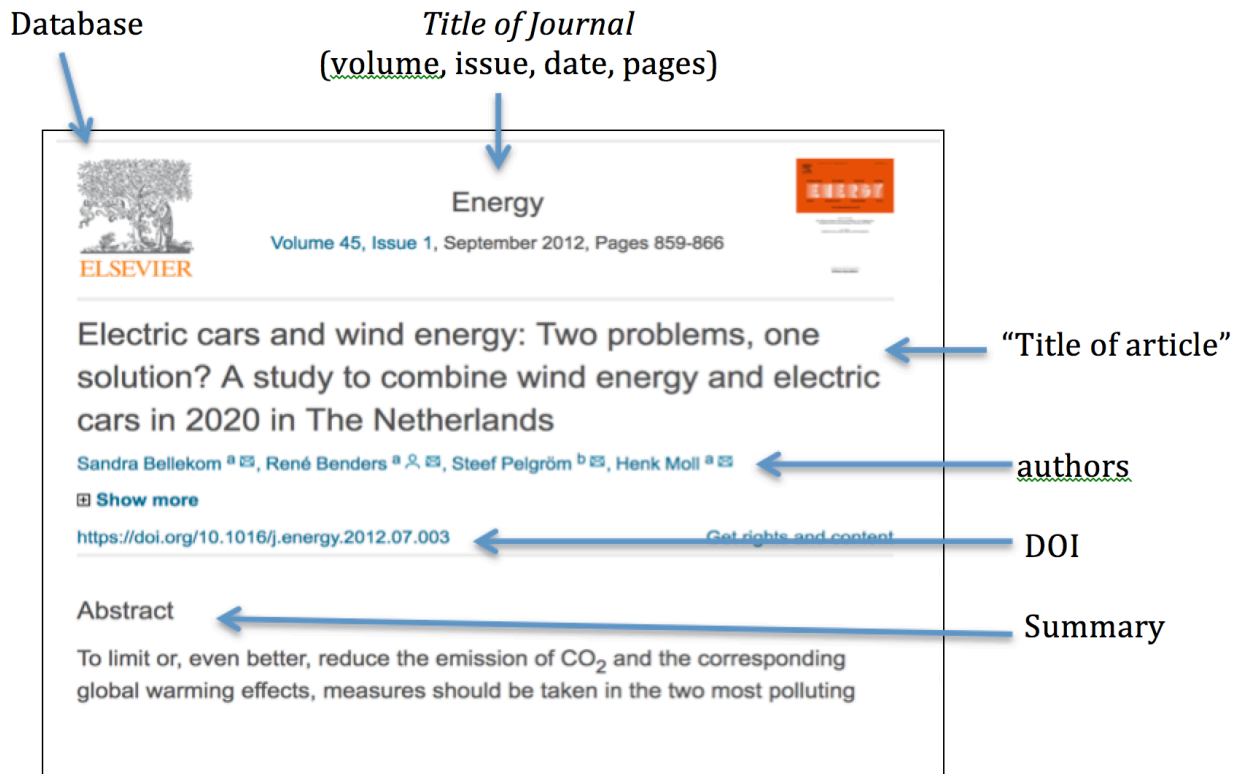 Database
Title of Journal
(volume, issue, date, pages)
ELSEVIER
Energy
Volume 45, Issue 1, September 2012, Pages 859-866
ENERGY
Electric cars and wind energy: Two problems, one
solution? A study to combine wind energy and electric
cars in 2020 in The Netherlands
“Title of article”
Sandra Bellekom a, René Benders a, Steef Pelgröm b, Henk Moll a
authors
Show more
https://doi.org/10.1016/j.energy.2012.07.003 Get rights and content
DOI
Abstract
Summary
To limit or, even better, reduce the emission of CO2 and the corresponding
global warming effects, measures should be taken in the two most polluting